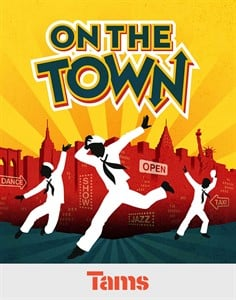 ON THE
TOWN
OPEN
DANCE
SHOW
JAZZ
TAXI
Tams